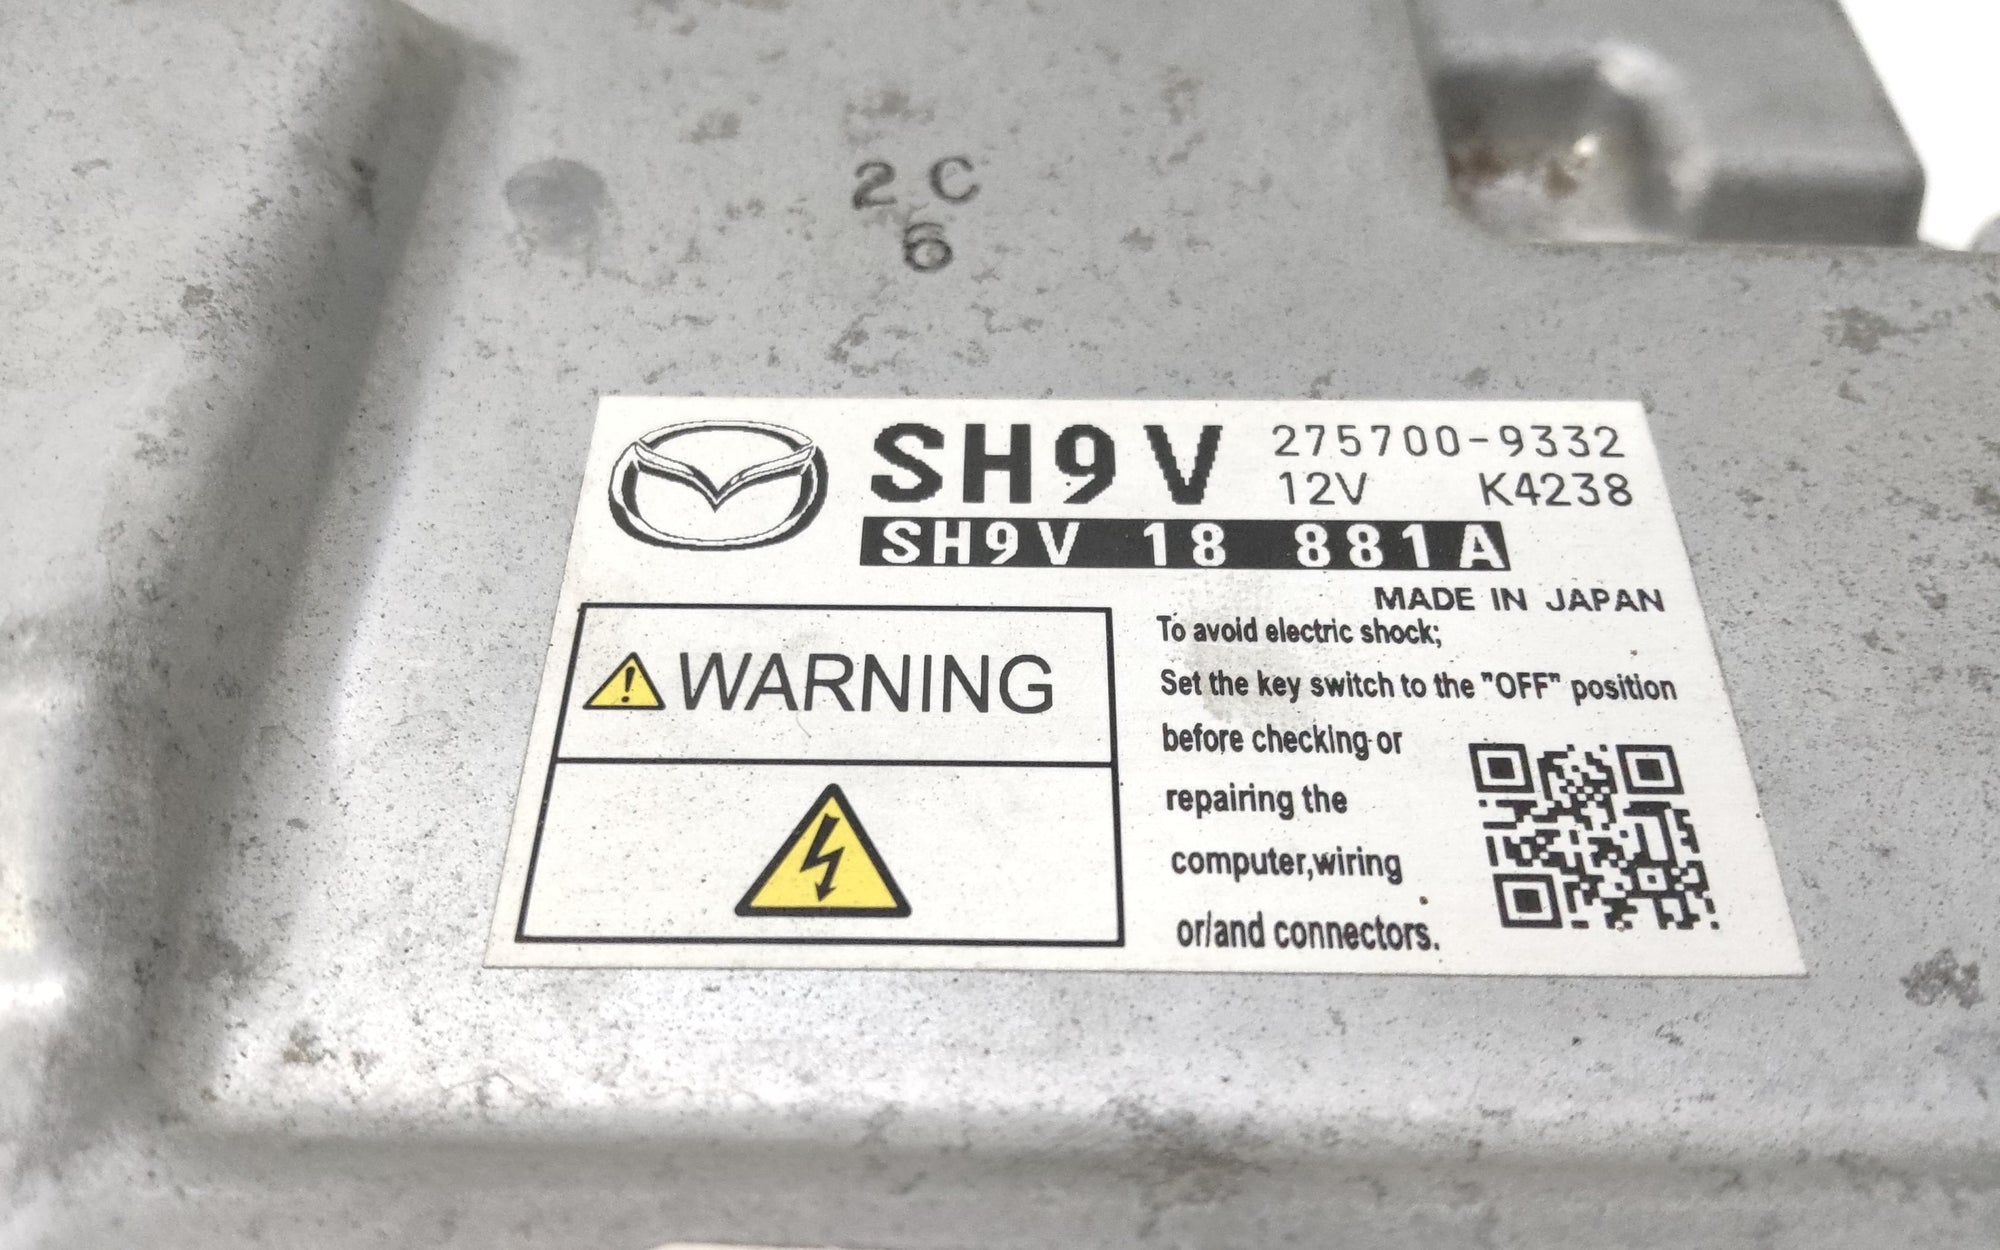 2 C
6
SH9V 275700-9332
12V K4238
SH9V 18 881A
MADE IN JAPAN
WARNING
To avoid electric shock;
Set the key switch to the "OFF" position
before checking or
repairing the
computer,wiring
or/and connectors.